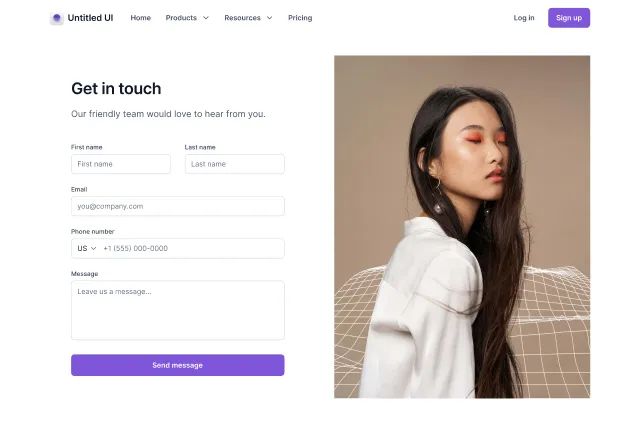 Untitled UI Home Products Resources Pricing Log in Sign up
Get in touch
Our friendly team would love to hear from you.
First name Last name
First name Last name
Email
you@company.com
Phone number
US +1 (555) 000-0000
Message
Leave us a message...
Send message